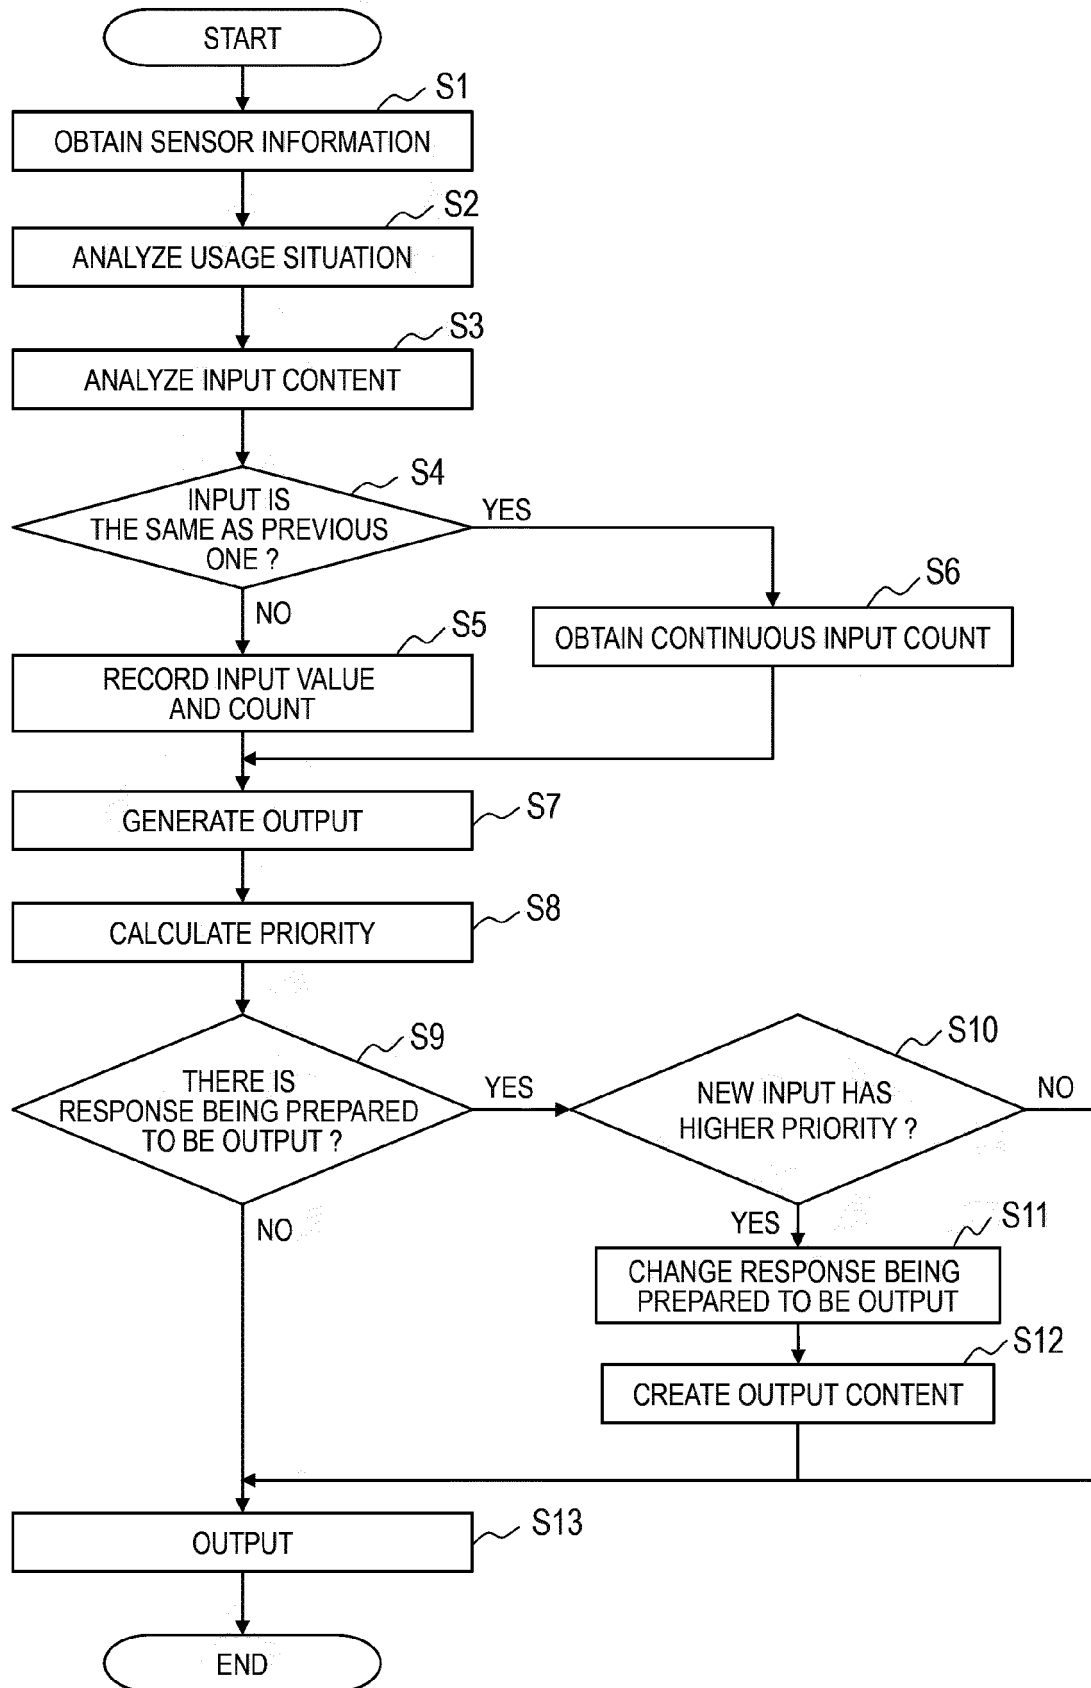 START
S1
OBTAIN SENSOR INFORMATION
S2
ANALYZE USAGE SITUATION
S3
ANALYZE INPUT CONTENT
S4
INPUT IS
THE SAME AS PREVIOUS
ONE ?
YES
NO
S6
OBTAIN CONTINUOUS INPUT COUNT
S5
RECORD INPUT VALUE
AND COUNT
S7
GENERATE OUTPUT
S8
CALCULATE PRIORITY
S9
THERE IS
RESPONSE BEING PREPARED
TO BE OUTPUT ?
YES
NO
S10
NEW INPUT HAS
HIGHER PRIORITY ?
NO
YES
S11
CHANGE RESPONSE BEING
PREPARED TO BE OUTPUT
S12
CREATE OUTPUT CONTENT
S13
OUTPUT
END